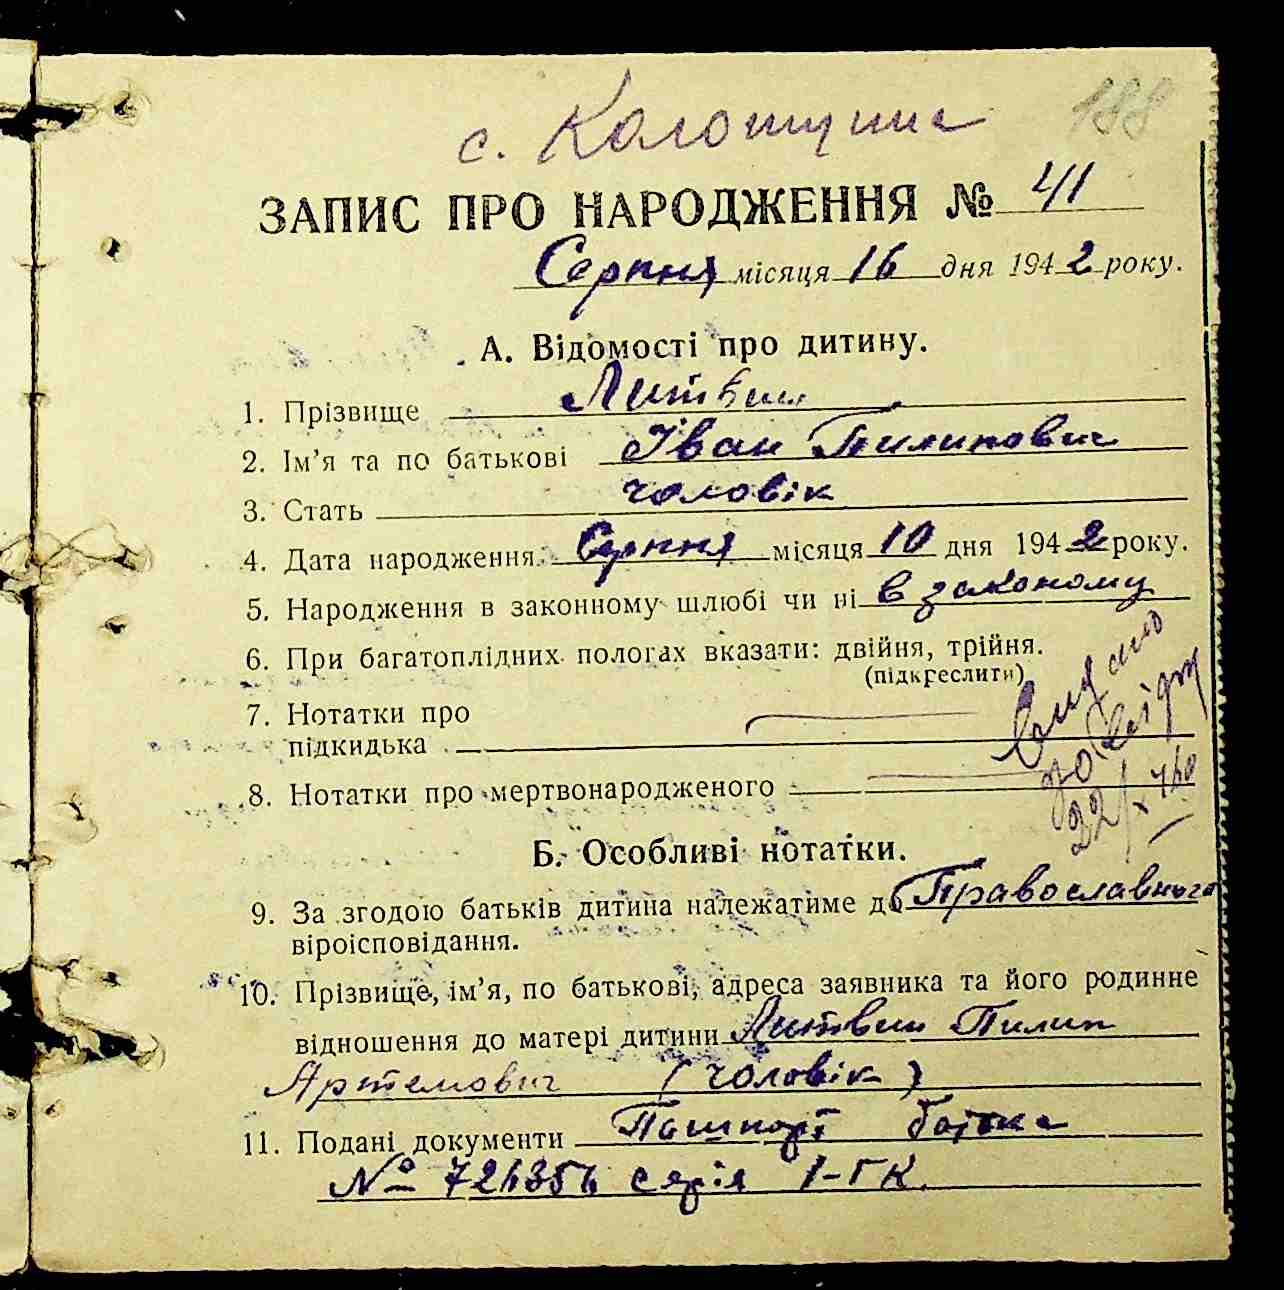 188
с. Колотупине
ЗАПИС ПРО НАРОДЖЕННЯ № 41
Серпня місяця 16 дня 1942 року.
А. Відомості про дитину.
1. Прізвище Литвин
2. Ім’я та по батькові Іван Пилипович
3. Стать чоловік
4. Дата народження: Серпня місяця 10 дня 1942 року.
5. Народження в законному шлюбі чи ні в законому
6. При багатоплідних пологах вказати: двійня, трійня.
(підкреслити)
7. Нотатки про
підкидька
8. Нотатки про мертвонародженого
Видано
довідку
22/X
Б. Особливі нотатки.
9. За згодою батьків дитина належатиме до Православного
віроісповідання.
10. Прізвище, ім’я, по батькові, адреса заявника та його родинне
відношення до матері дитини Литвин Пилип
Артемович (чоловік)
11. Подані документи Пашпорт батька
№ серія І-ГК.